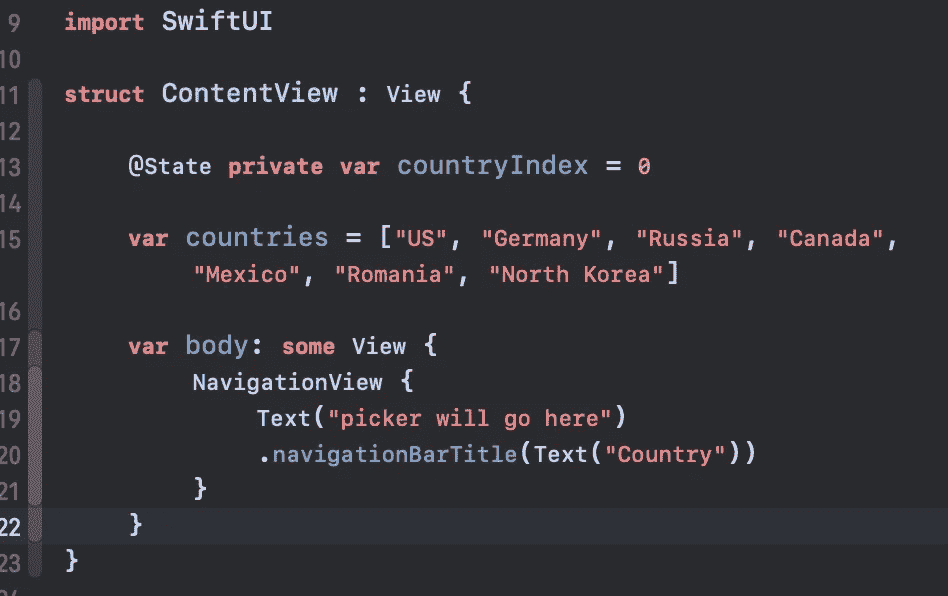 9 import SwiftUI
10
11 struct ContentView : View {
12
13 @State private var countryIndex = 0
14
15 var countries = ["US", "Germany", "Russia", "Canada",
"Mexico", "Romania", "North Korea"]
16
17 var body: some View {
18 NavigationView {
19 Text("picker will go here")
20 .navigationBarTitle(Text("Country"))
21 }
22 }
23 }